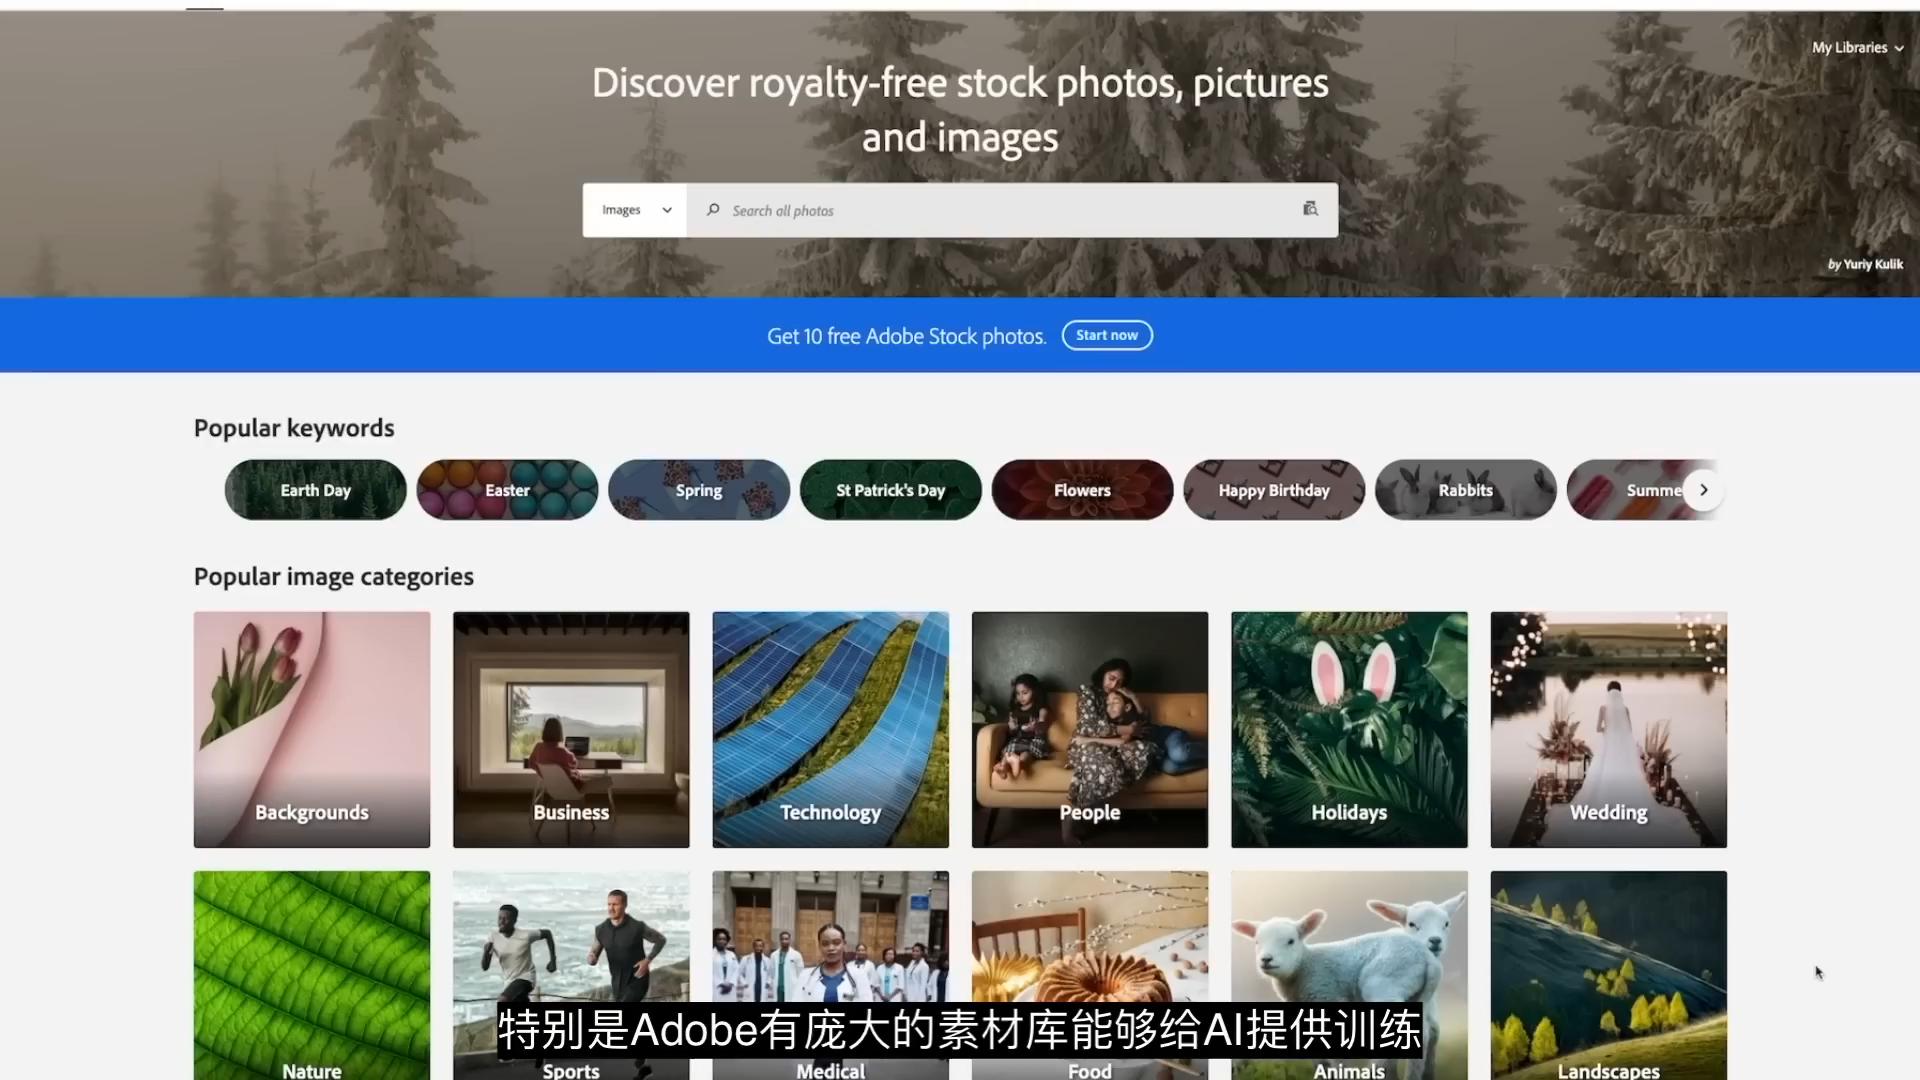 My Libraries
Discover royalty-free stock photos, pictures
and images
Images
Search all photos
by Yuriy Kulik
Get 10 free Adobe Stock photos.
Start now
Popular keywords
Earth Day
Easter
Spring
St Patrick's Day
Flowers
Happy Birthday
Rabbits
Summe
Popular image categories
Backgrounds
Business
Technology
People
Holidays
Wedding
特别是Adobe有庞大的素材库能够给AI提供训练
Nature
Sports
Medical
Food
Animals
Landscapes